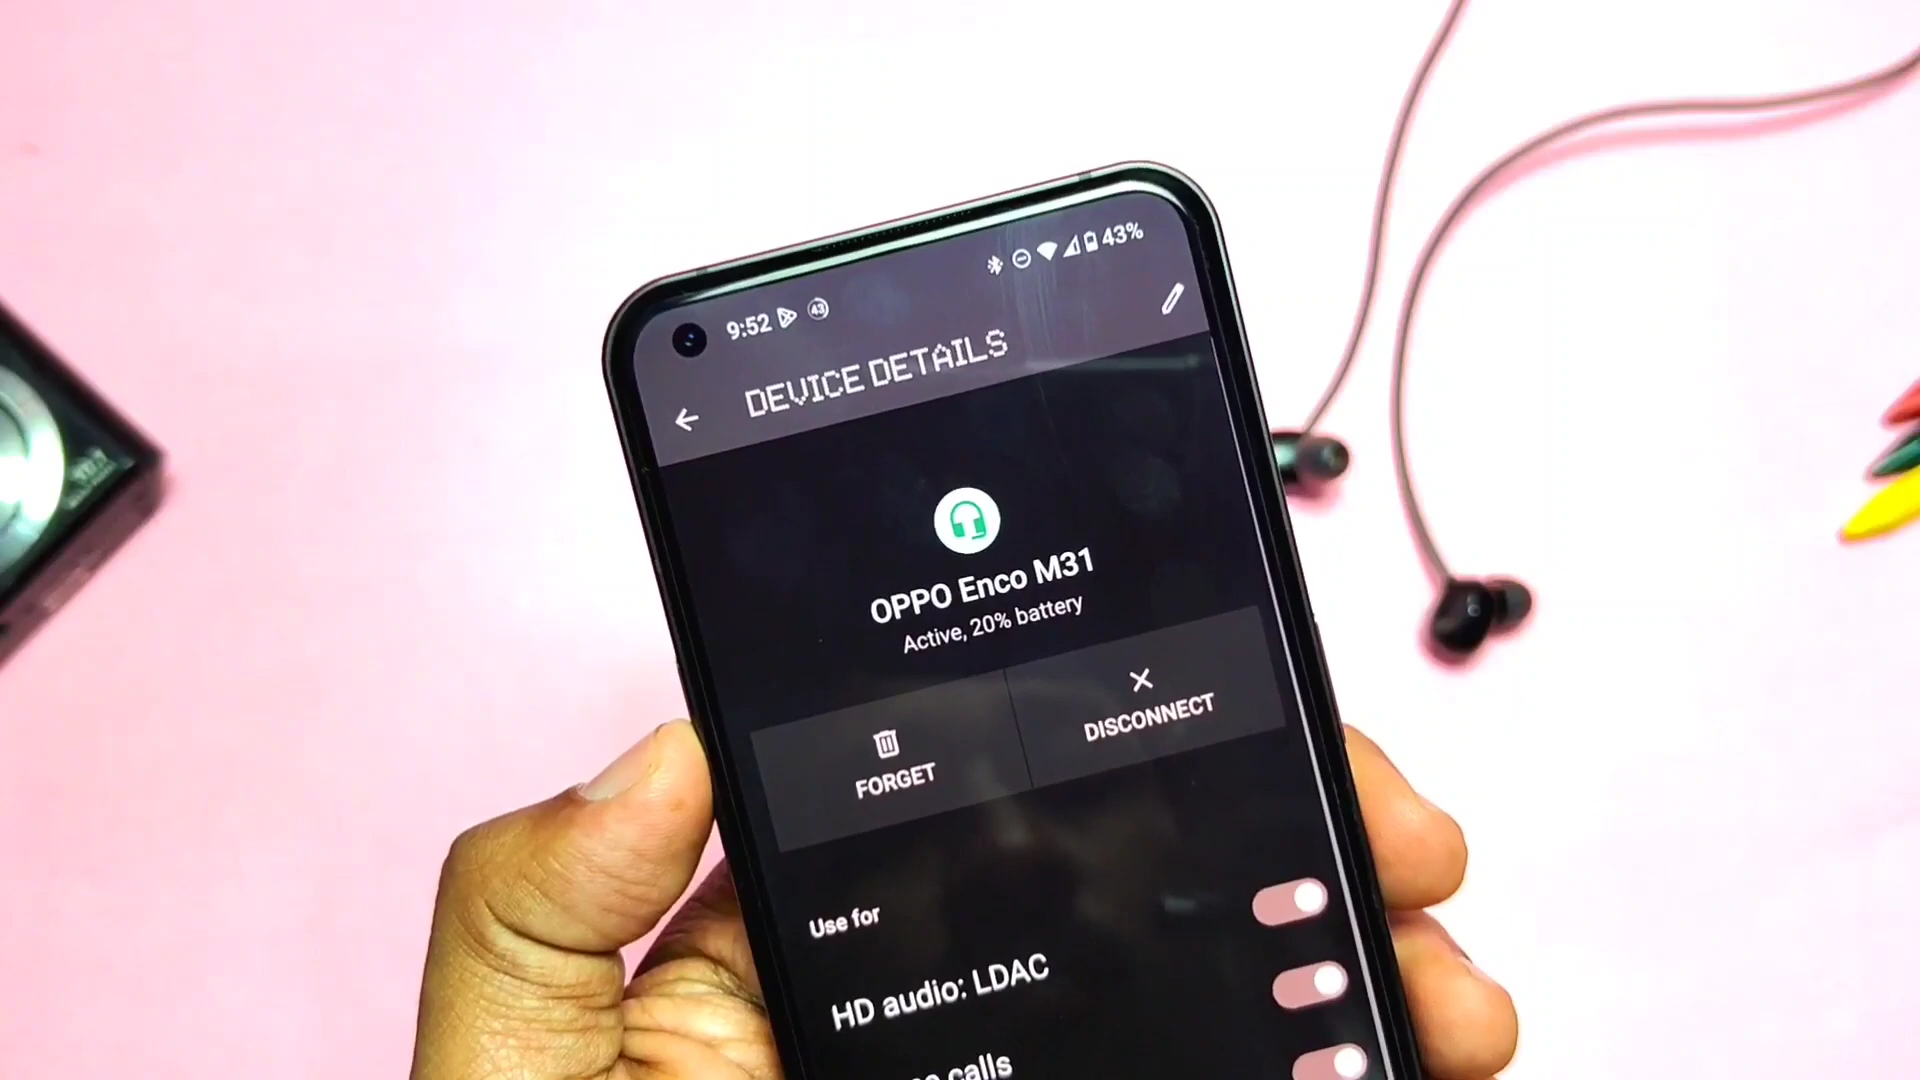 9:52
43
43%
DEVICE DETAILS
OPPO Enco M31
Active, 20% battery
FORGET
DISCONNECT
Use for
HD audio: LDAC
calls